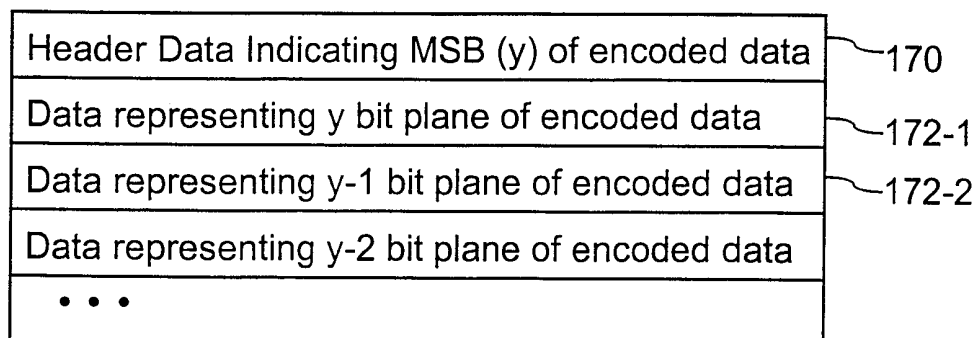 Header Data Indicating MSB (y) of encoded data 170
Data representing y bit plane of encoded data 172-1
Data representing y-1 bit plane of encoded data 172-2
Data representing y-2 bit plane of encoded data
• • •